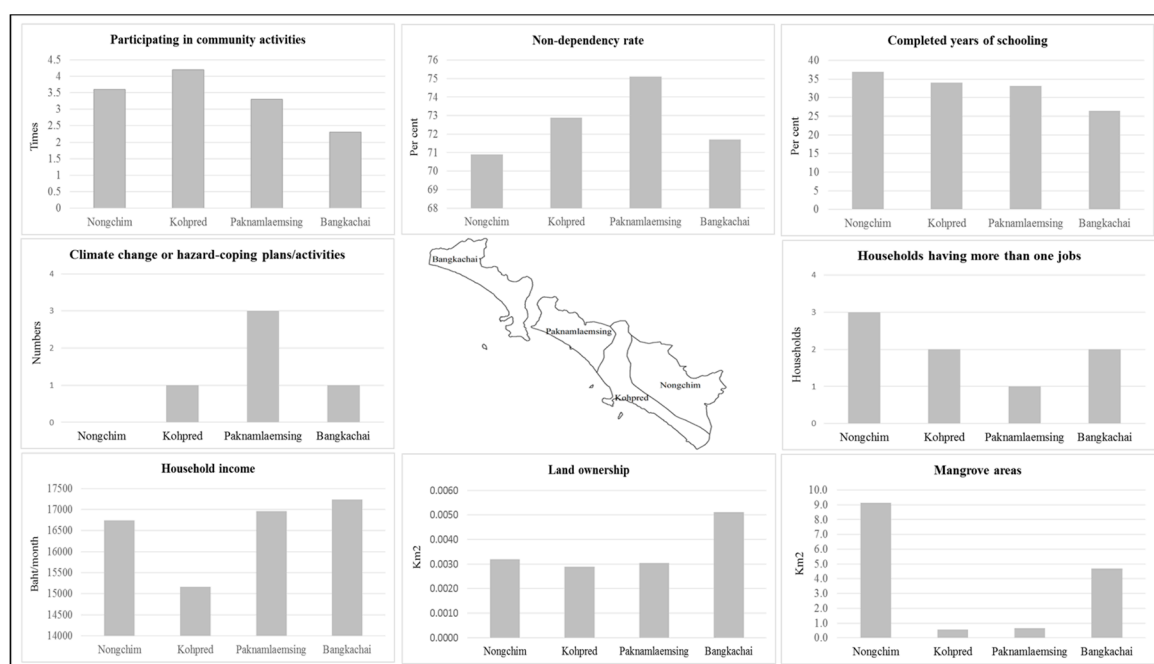 Participating in community activities
4.5
4
3.5
3
2.5
2
1.5
1
0.5
0
Times
Nongchim Kohpred Paknamlaemsing Bangkachai
Non-dependency rate
76
75
74
73
72
71
70
69
68
Per cent
Nongchim Kohpred Paknamlaemsing Bangkachai
Completed years of schooling
40
35
30
25
20
15
10
5
0
Per cent
Nongchim Kohpred Paknamlaemsing Bangkachai
Climate change or hazard-coping plans/activities
4
3
2
1
0
Numbers
Nongchim Kohpred Paknamlaemsing Bangkachai
Bangkachai
Paknamlaemsing
Nongchim
Kohpred
Households having more than one jobs
4
3
2
1
0
Households
Nongchim Kohpred Paknamlaemsing Bangkachai
Household income
17500
17000
16500
16000
15500
15000
14500
14000
Baht/month
Nongchim Kohpred Paknamlaemsing Bangkachai
Land ownership
0.0060
0.0050
0.0040
0.0030
0.0020
0.0010
0.0000
Km2
Nongchim Kohpred Paknamlaemsing Bangkachai
Mangrove areas
10.0
9.0
8.0
7.0
6.0
5.0
4.0
3.0
2.0
1.0
0.0
Km2
Nongchim Kohpred Paknamlaemsing Bangkachai